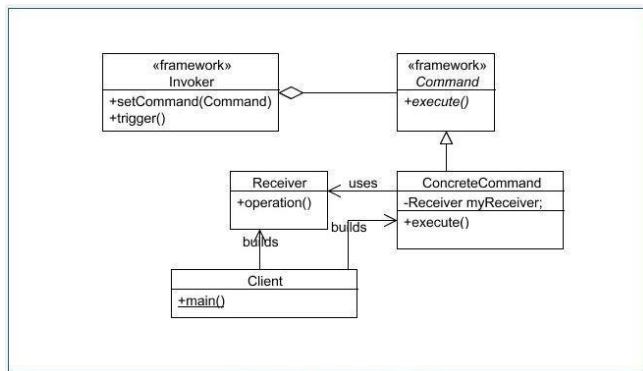 «framework»
Invoker
+setCommand(Command)
+trigger()
«framework»
Command
+execute()
Receiver
+operation()
uses
ConcreteCommand
-Receiver myReceiver;
+execute()
builds
builds
Client
+main()